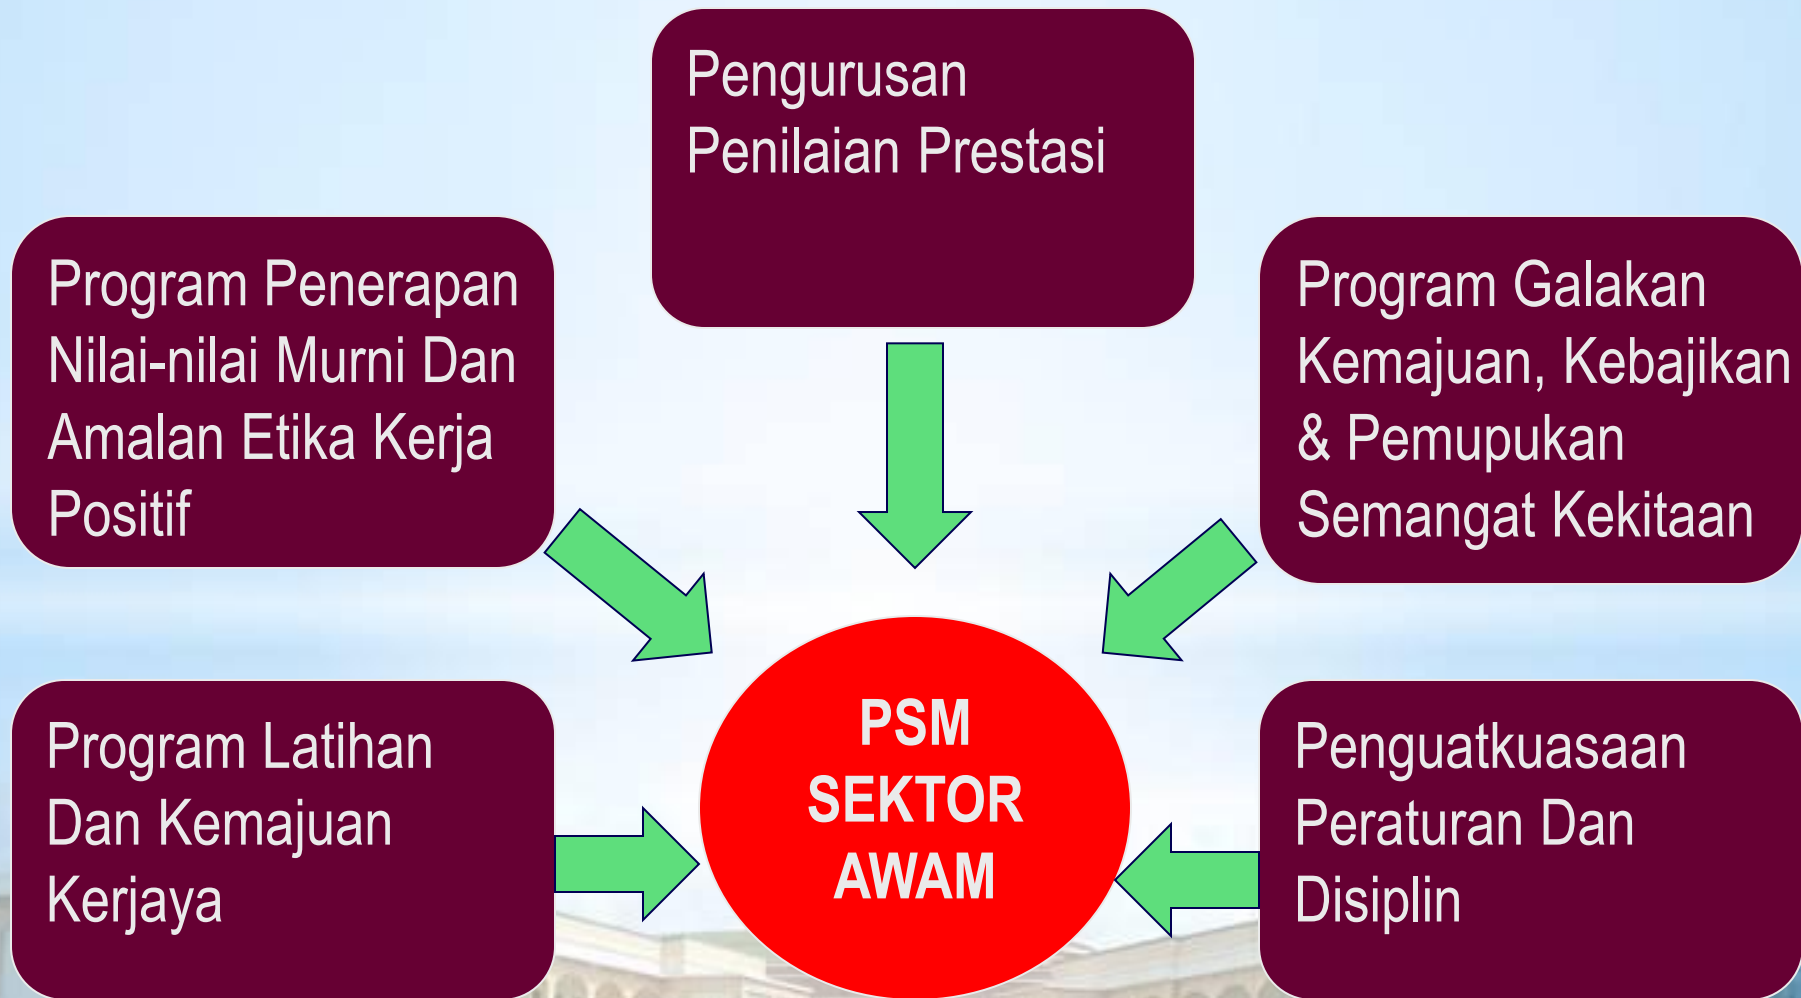 Pengurusan
Penilaian Prestasi
Program Penerapan
Nilai-nilai Murni Dan
Amalan Etika Kerja
Positif
Program Galakan
Kemajuan, Kebajikan
& Pemupukan
Semangat Kekitaan
Program Latihan
Dan Kemajuan
Kerjaya
PSM
SEKTOR
AWAM
Penguatkuasaan
Peraturan Dan
Disiplin